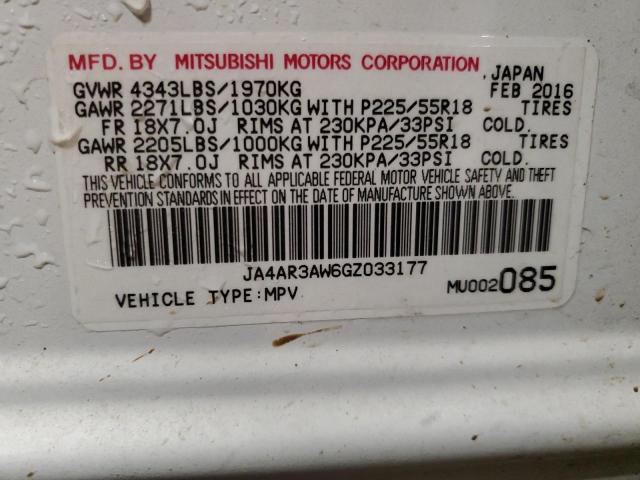 MFD. BY MITSUBISHI MOTORS CORPORATION , JAPAN
GVWR 4343LBS/1970KG FEB 2016
GAWR 2271LBS/1030KG WITH P225/55R18 TIRES
FR 18X7.0J RIMS AT 230KPA/33PSI COLD.
GAWR 2205LBS/1000KG WITH P225/55R18 TIRES
RR 18X7.0J RIMS AT 230KPA/33PSI COLD.
THIS VEHICLE CONFORMS TO ALL APPLICABLE FEDERAL MOTOR VEHICLE SAFETY AND THEFT
PREVENTION STANDARDS IN EFFECT ON THE DATE OF MANUFACTURE SHOWN ABOVE.
JA4AR3AW6GZ033177
VEHICLE TYPE:MPV MU002085